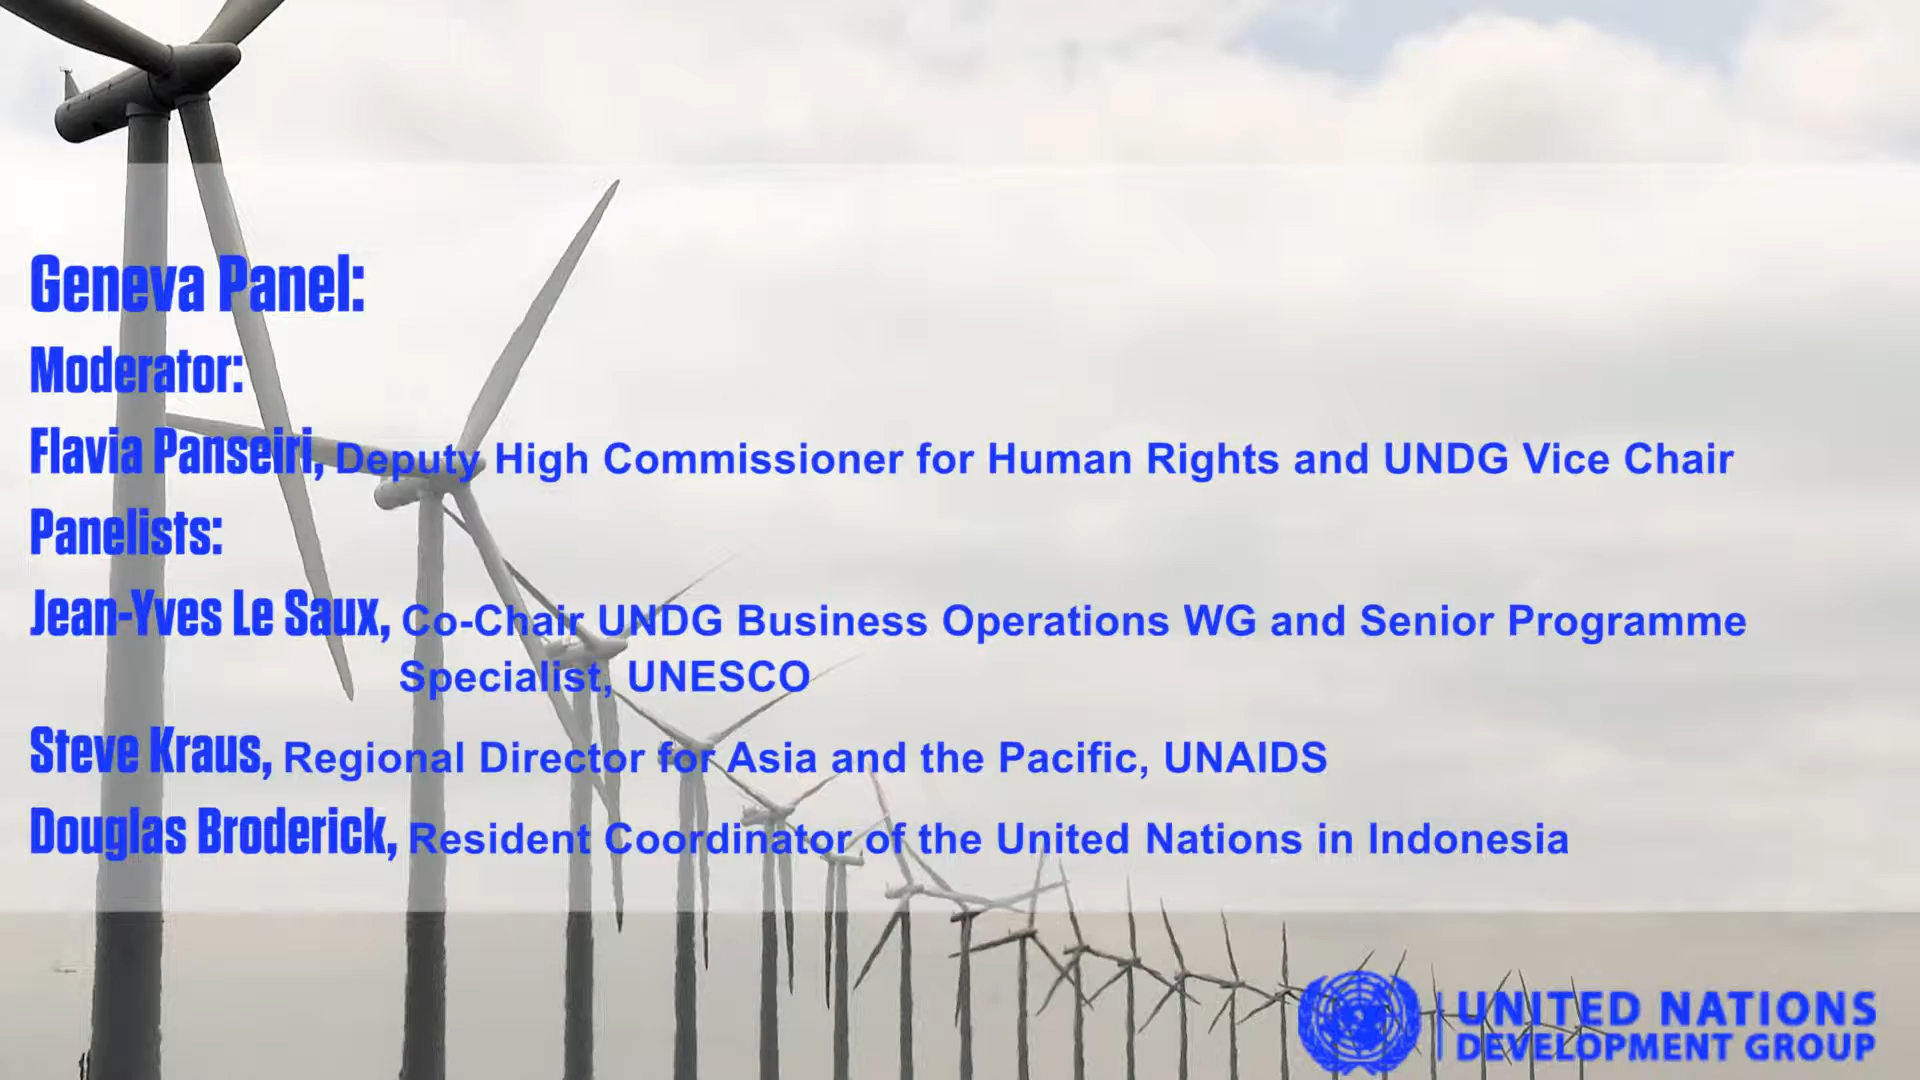 Geneva Panel:
Moderator:
Flavia Panseiri, Deputy High Commissioner for Human Rights and UNDG Vice Chair
Panelists:
Jean-Yves Le Saux, Co-Chair UNDG Business Operations WG and Senior Programme
Specialist, UNESCO
Steve Kraus, Regional Director for Asia and the Pacific, UNAIDS
Douglas Broderick, Resident Coordinator of the United Nations in Indonesia
UNITED NATIONS
DEVELOPMENT GROUP